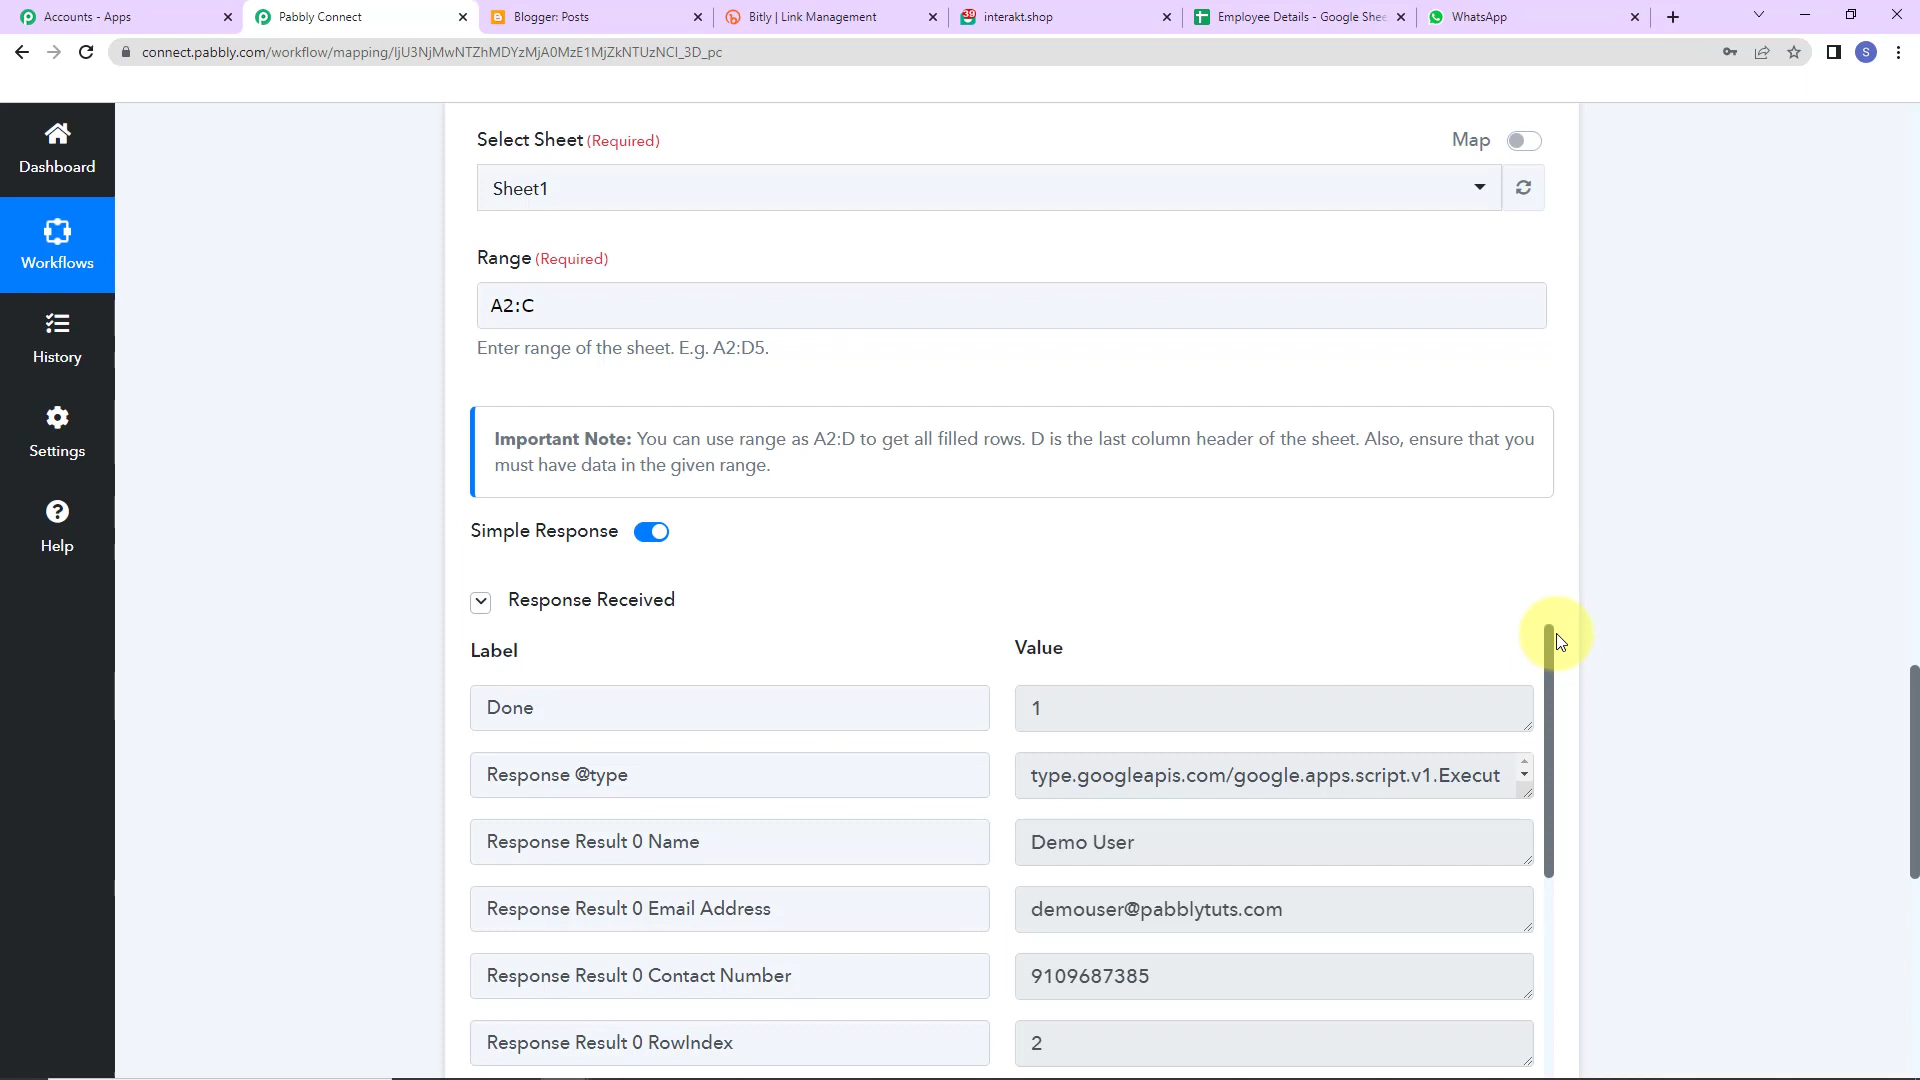 Accounts - Apps
Pabbly Connect
Blogger: Posts
Bitly | Link Management
39
interakt.shop
Employee Details - Google Shee
WhatsApp
connect.pabbly.com/workflow/mapping/IjU3NjMwNTZhMDYzMjA0MzE1MjZkNTUzNCI_3D_pc
S
Dashboard
Workflows
History
Settings
Help
Select Sheet (Required)
Map
Sheet1
Range (Required)
A2:C
Enter range of the sheet. E.g. A2:D5.
Important Note: You can use range as A2:D to get all filled rows. D is the last column header of the sheet. Also, ensure that you
must have data in the given range.
Simple Response
Response Received
Label
Value
Done
1
Response @type
type.googleapis.com/google.apps.script.v1.Execut
Response Result 0 Name
Demo User
Response Result 0 Email Address
demouser@pabblytuts.com
Response Result 0 Contact Number
9109687385
Response Result 0 RowIndex
2